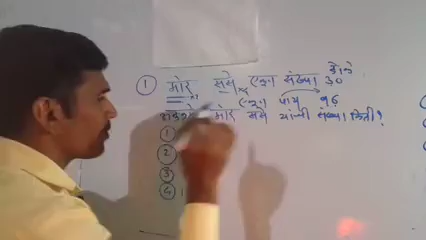 डोके
① मोर ससे एकूण संख्या 30
एकूण पाय 96
मोर ससे यांची संख्या किती?
①
②
③
④